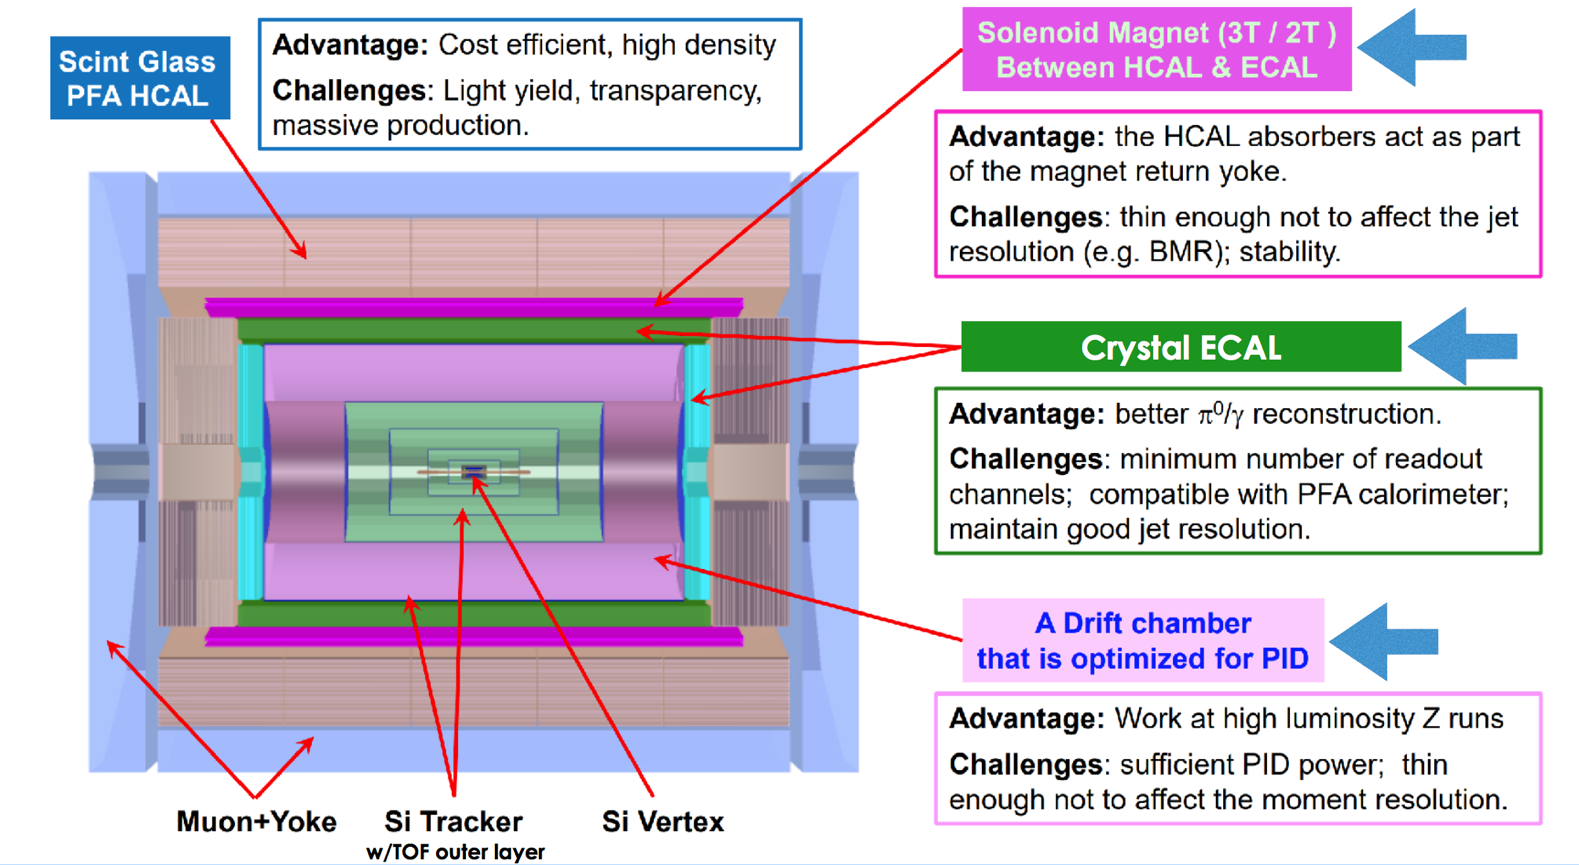 Scint Glass
PFA HCAL
Advantage: Cost efficient, high density
Challenges: Light yield, transparency,
massive production.
Solenoid Magnet (3T / 2T )
Between HCAL & ECAL
Advantage: the HCAL absorbers act as part
of the magnet return yoke.
Challenges: thin enough not to affect the jet
resolution (e.g. BMR); stability.
Crystal ECAL
Advantage: better π⁰/γ reconstruction.
Challenges: minimum number of readout
channels; compatible with PFA calorimeter;
maintain good jet resolution.
A Drift chamber
that is optimized for PID
Advantage: Work at high luminosity Z runs
Challenges: sufficient PID power; thin
enough not to affect the moment resolution.
Muon+Yoke
Si Tracker
w/TOF outer layer
Si Vertex